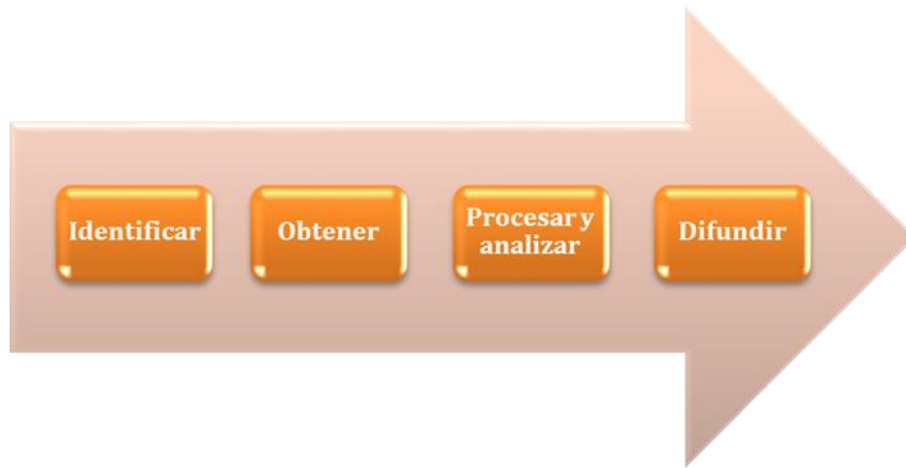 Identificar
Obtener
Procesar y
analizar
Difundir